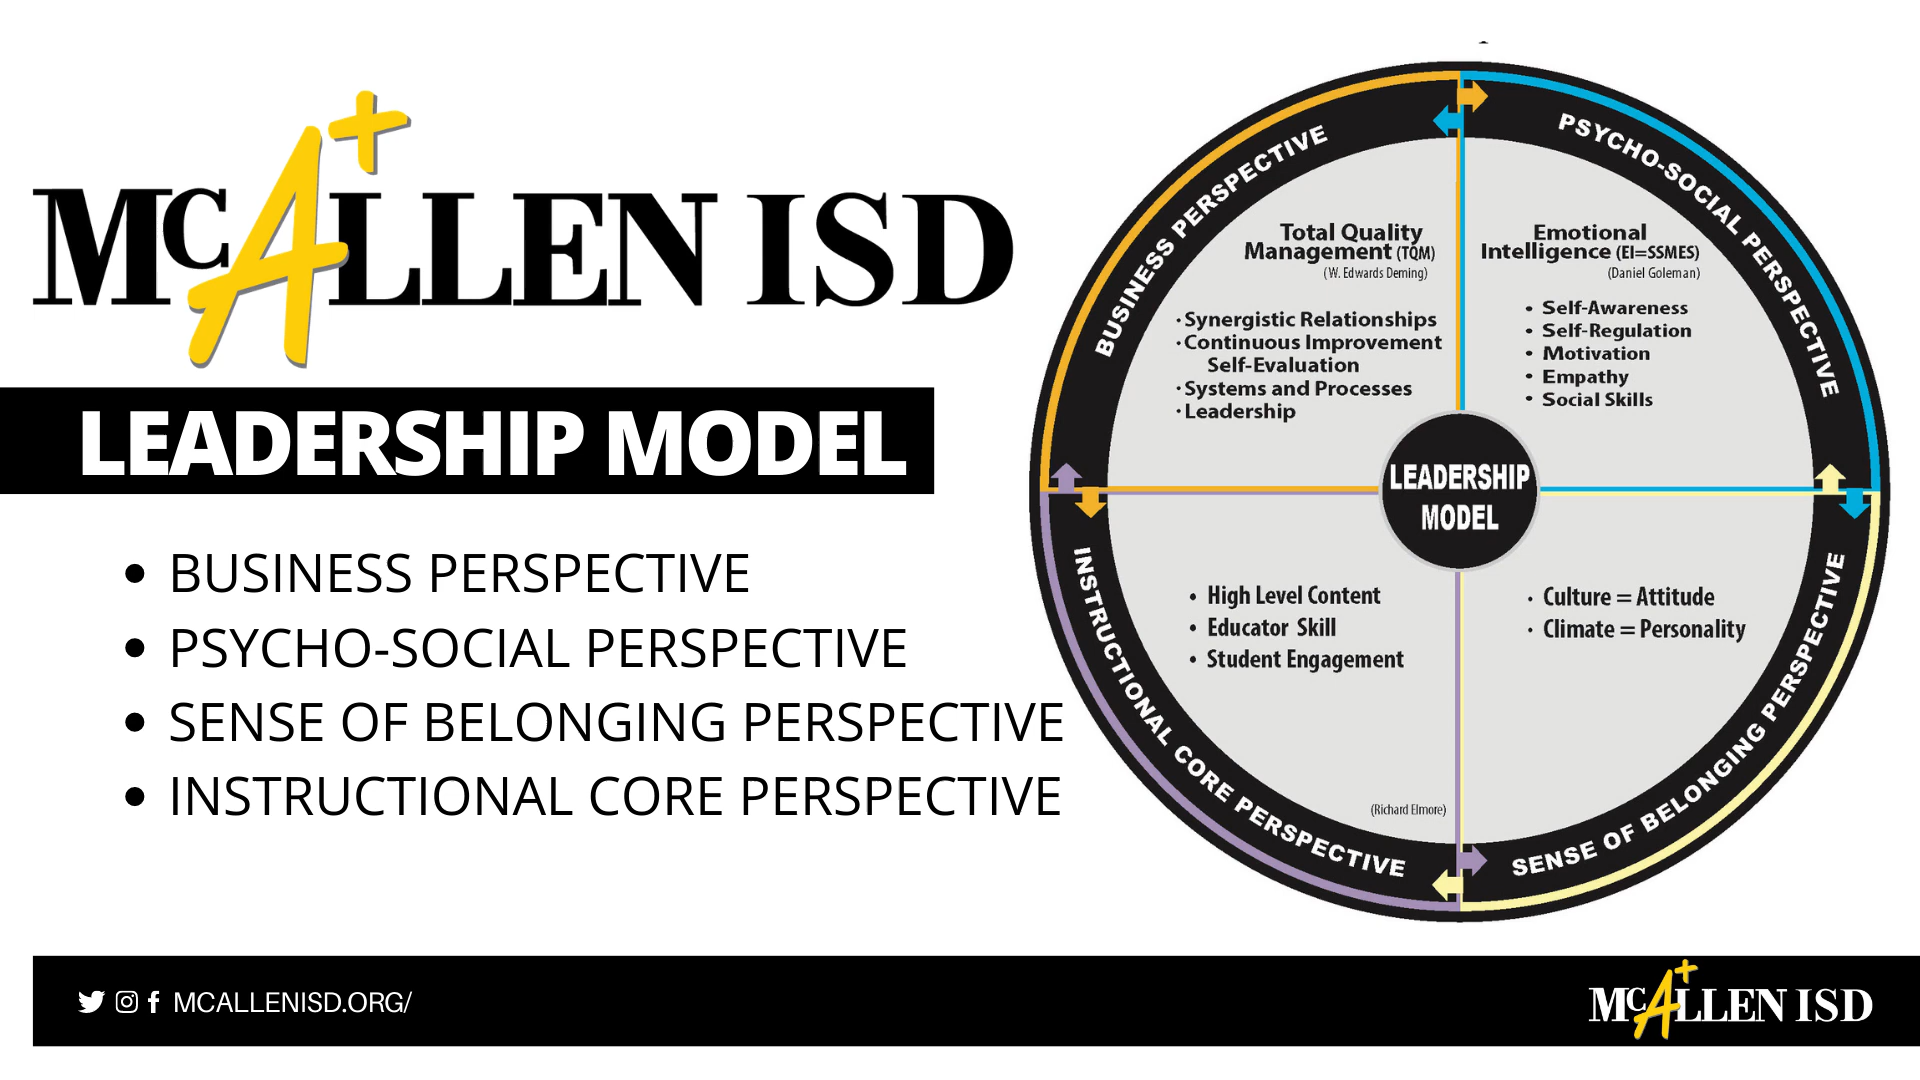 McALLEN ISD
LEADERSHIP MODEL
• BUSINESS PERSPECTIVE
• PSYCHO-SOCIAL PERSPECTIVE
• SENSE OF BELONGING PERSPECTIVE
• INSTRUCTIONAL CORE PERSPECTIVE
BUSINESS PERSPECTIVE
Total Quality
Management (TQM)
(W. Edwards Deming)
· Synergistic Relationships
· Continuous Improvement
Self-Evaluation
· Systems and Processes
· Leadership
PSYCHO-SOCIAL PERSPECTIVE
Emotional
Intelligence (EI=SSMES)
(Daniel Goleman)
• Self-Awareness
• Self-Regulation
• Motivation
• Empathy
• Social Skills
LEADERSHIP
MODEL
INSTRUCTIONAL CORE PERSPECTIVE
• High Level Content
• Educator Skill
• Student Engagement
(Richard Elmore)
SENSE OF BELONGING PERSPECTIVE
· Culture = Attitude
· Climate = Personality
MCALLENISD.ORG/
McALLEN ISD